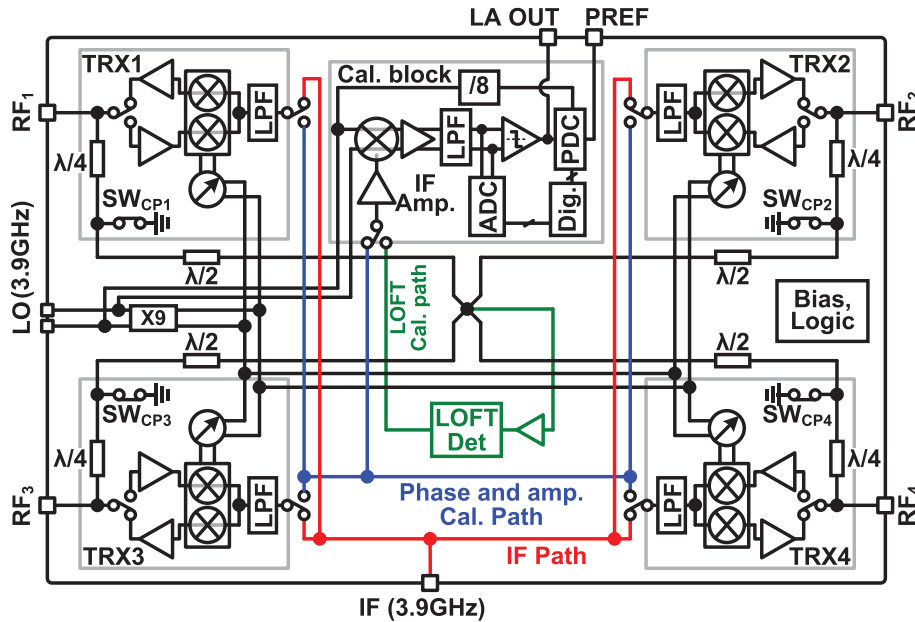 LA OUT PREF
TRX1
Cal. block
/8
TRX2
RF1
LPF
LPF
PDC
LPF
RF2
λ/4
IF
Amp.
ADC
Dig.
λ/4
SWCP1
SWCP2
λ/2
λ/2
LO (3.9GHz)
X9
LOFT
Cal. path
Bias,
Logic
λ/2
λ/2
SWCP3
SWCP4
λ/4
LOFT
Det
λ/4
RF3
LPF
Phase and amp.
Cal. Path
LPF
RF4
TRX3
IF Path
TRX4
IF (3.9GHz)